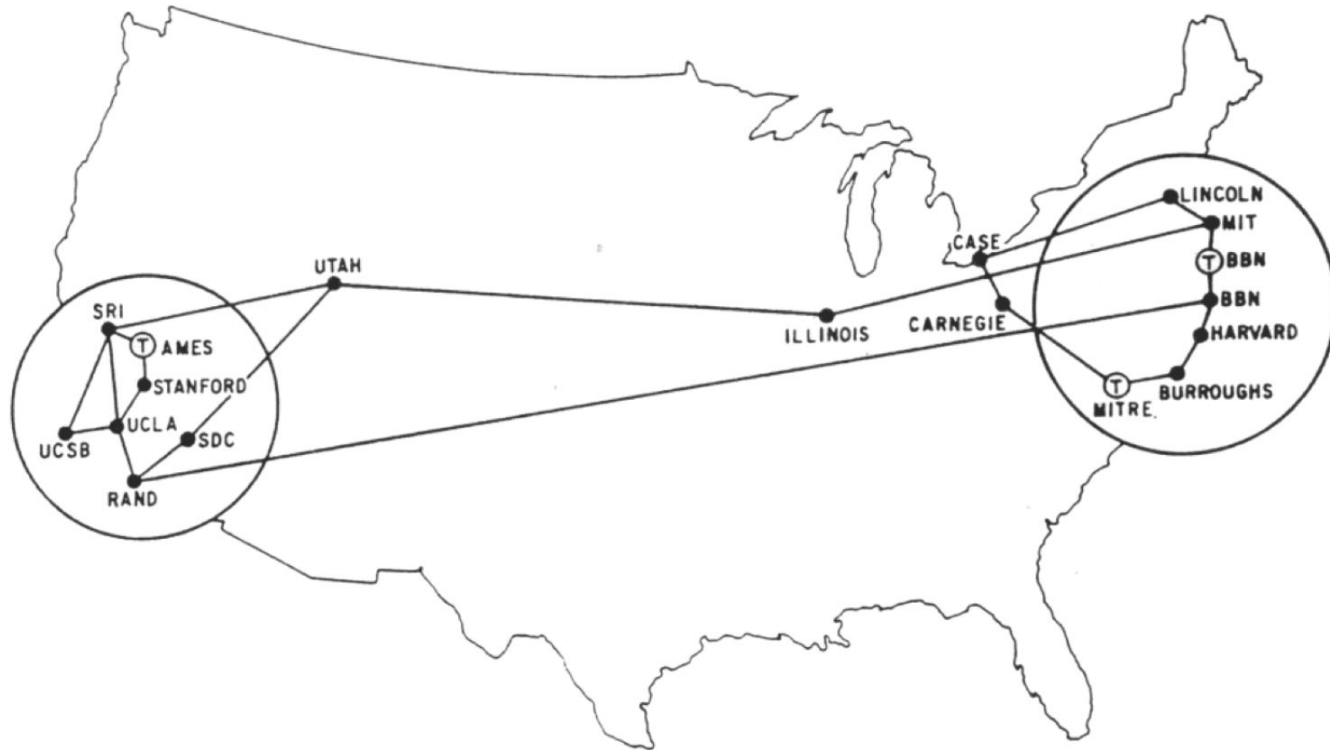 LINCOLN
MIT
CASE
T BBN
UTAH
BBN
SRI
ILLINOIS
CARNEGIE
HARVARD
T AMES
STANFORD
T
BURROUGHS
MITRE
UCLA
SDC
UCSB
RAND